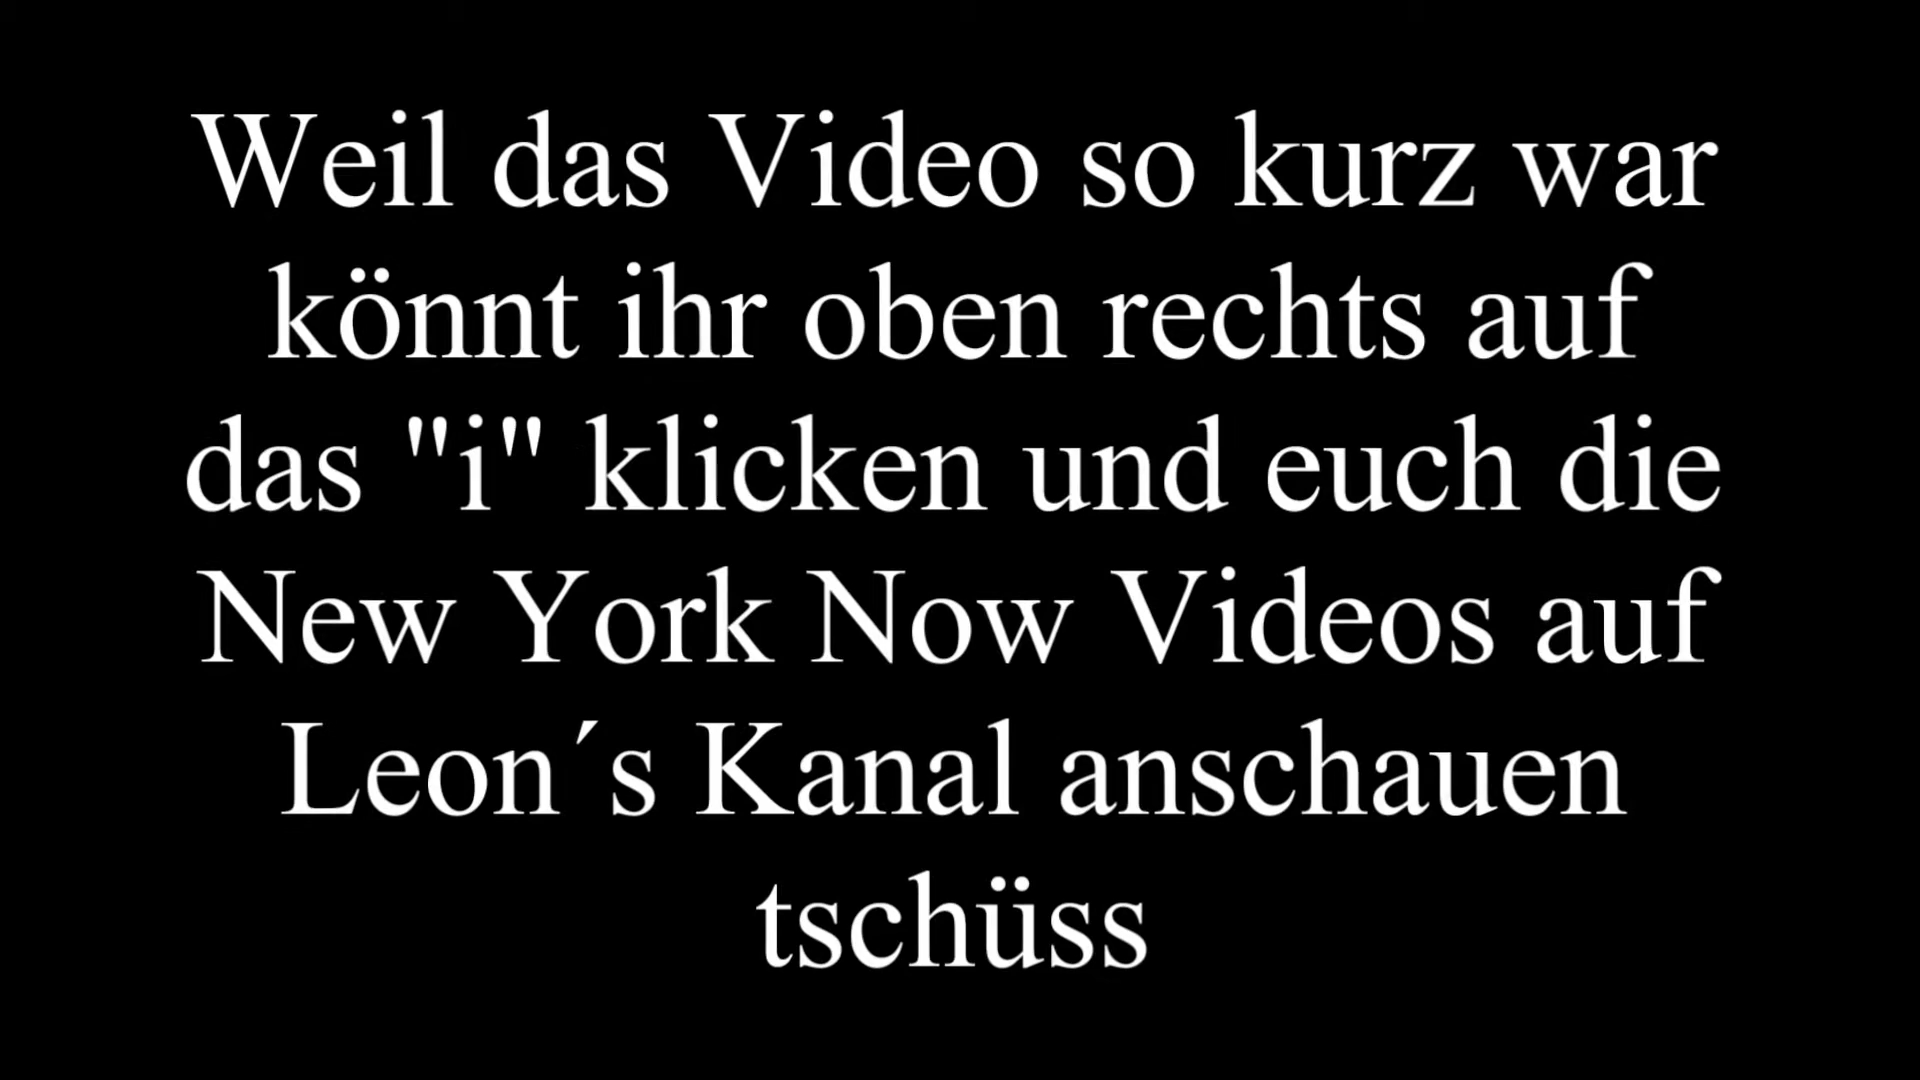 Weil das Video so kurz war
könnt ihr oben rechts auf
das "i" klicken und euch die
New York Now Videos auf
Leon´s Kanal anschauen
tschüss